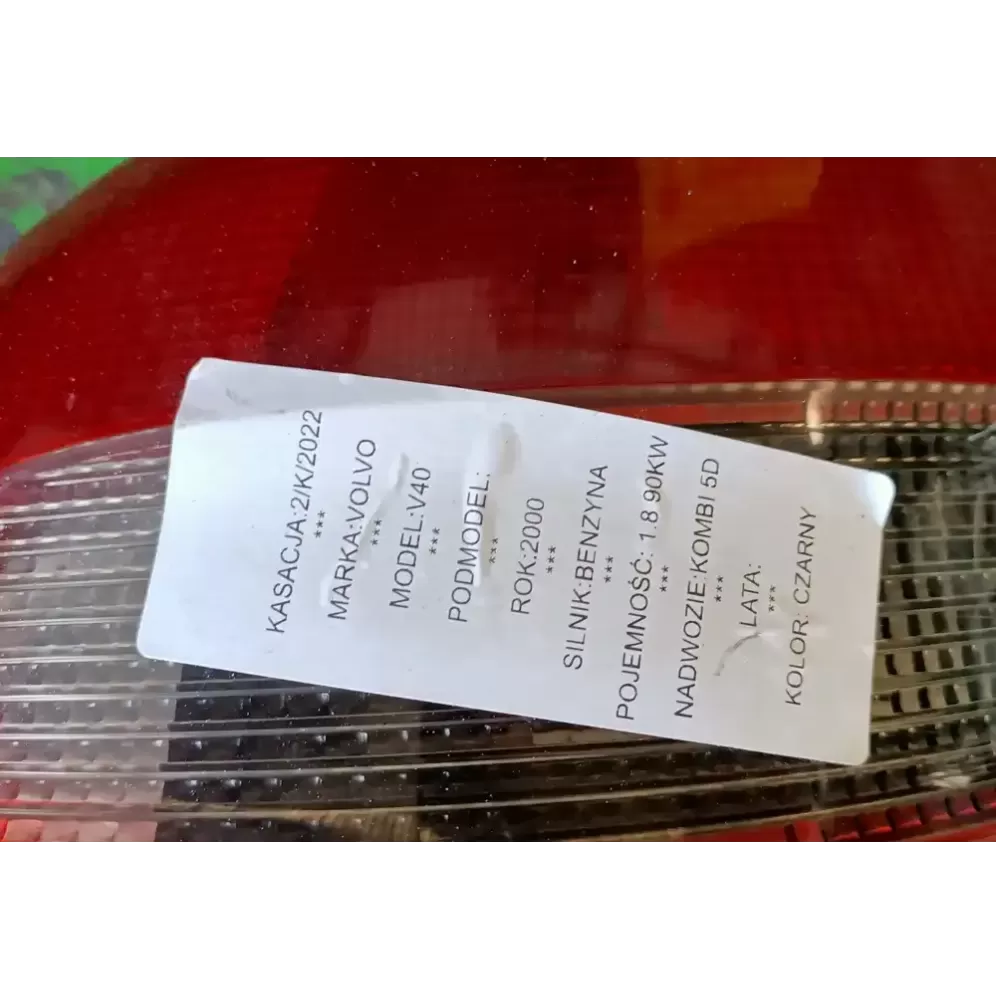 KASACJA:2/K/2022
***
MARKA:VOLVO
***
MODEL:V40
***
PODMODEL:
***
ROK:2000
***
SILNIK:BENZYNA
***
POJEMNOŚĆ: 1.8 90KW
***
NADWOZIE:KOMBI 5D
***
LATA:
***
KOLOR: CZARNY